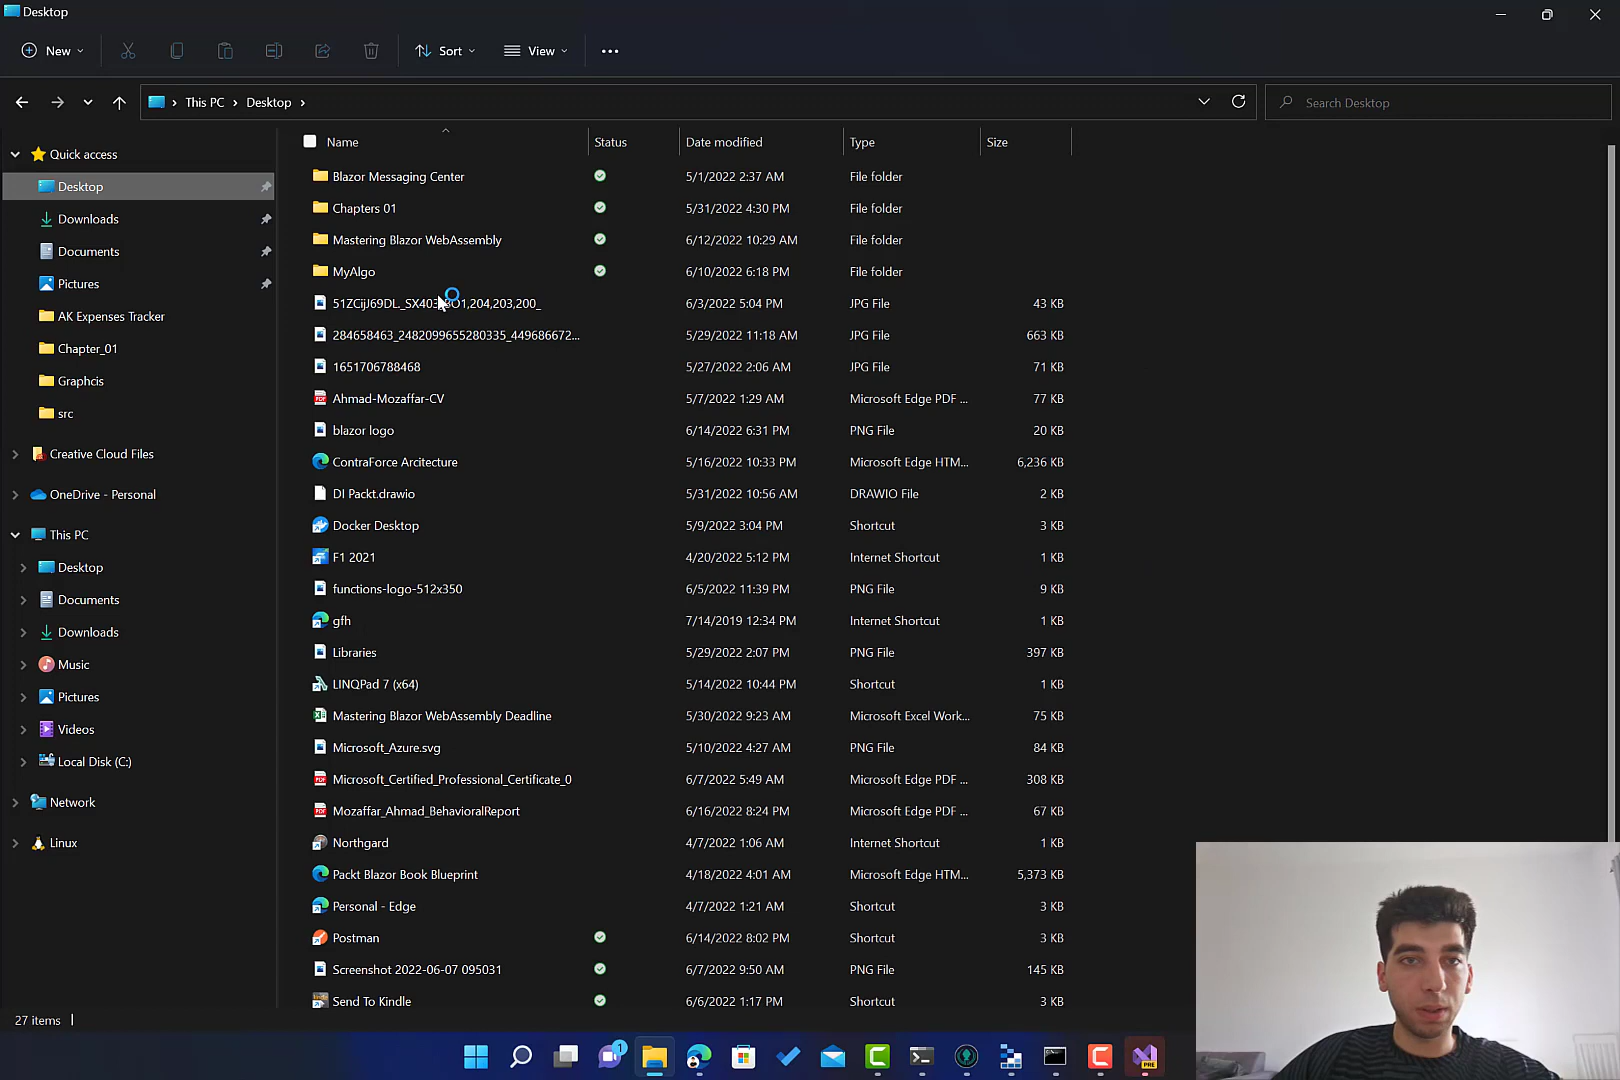 Desktop
New
Sort
View
This PC > Desktop >
Search Desktop
Name Status Date modified Type Size
Quick access
Desktop
Downloads
Documents
Pictures
AK Expenses Tracker
Chapter_01
Graphcis
src
Creative Cloud Files
OneDrive - Personal
This PC
Desktop
Documents
Downloads
Music
Pictures
Videos
Local Disk (C:)
Network
Linux
Blazor Messaging Center 5/1/2022 2:37 AM File folder
Chapters 01 5/31/2022 4:30 PM File folder
Mastering Blazor WebAssembly 6/12/2022 10:29 AM File folder
MyAlgo 6/10/2022 6:18 PM File folder
6/3/2022 5:04 PM JPG File 43 KB
284658463_2482099655280335_449686672... 5/29/2022 11:18 AM JPG File 663 KB
1651706788468 5/27/2022 2:06 AM JPG File 71 KB
Ahmad-Mozaffar-CV 5/7/2022 1:29 AM Microsoft Edge PDF ... 77 KB
blazor logo 6/14/2022 6:31 PM PNG File 20 KB
ContraForce Arcitecture 5/16/2022 10:33 PM Microsoft Edge HTM... 6,236 KB
DI Packt.drawio 5/31/2022 10:56 AM DRAWIO File 2 KB
Docker Desktop 5/9/2022 3:04 PM Shortcut 3 KB
F1 2021 4/20/2022 5:12 PM Internet Shortcut 1 KB
functions-logo-512x350 6/5/2022 11:39 PM PNG File 9 KB
gfh 7/14/2019 12:34 PM Internet Shortcut 1 KB
Libraries 5/29/2022 2:07 PM PNG File 397 KB
LINQPad 7 (x64) 5/14/2022 10:44 PM Shortcut 1 KB
Mastering Blazor WebAssembly Deadline 5/30/2022 9:23 AM Microsoft Excel Work... 75 KB
Microsoft_Azure.svg 5/10/2022 4:27 AM PNG File 84 KB
Microsoft_Certified_Professional_Certificate_0 6/7/2022 5:49 AM Microsoft Edge PDF ... 308 KB
Mozaffar_Ahmad_BehavioralReport 6/16/2022 8:24 PM Microsoft Edge PDF ... 67 KB
Northgard 4/7/2022 1:06 AM Internet Shortcut 1 KB
Packt Blazor Book Blueprint 4/18/2022 4:01 AM Microsoft Edge HTM... 5,373 KB
Personal - Edge 4/7/2022 1:21 AM Shortcut 3 KB
Postman 6/14/2022 8:02 PM Shortcut 3 KB
Screenshot 2022-06-07 095031 6/7/2022 9:50 AM PNG File 145 KB
Send To Kindle 6/6/2022 1:17 PM Shortcut 3 KB
27 items
1
PRE